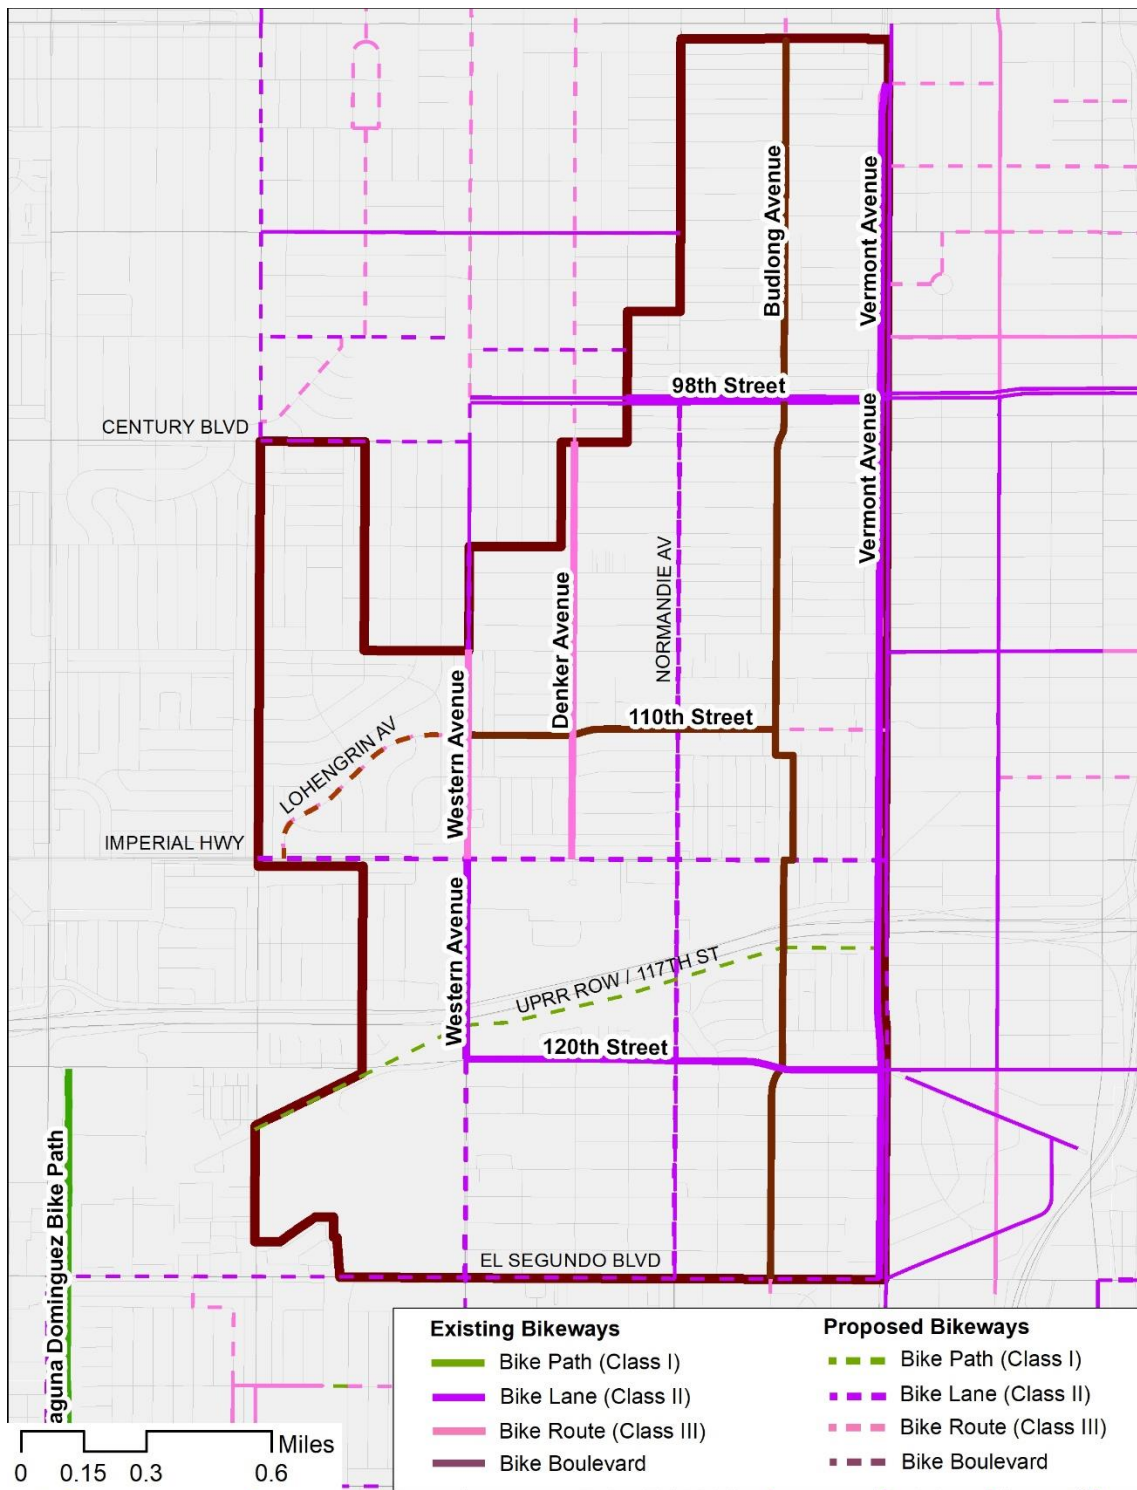 Budlong Avenue
Vermont Avenue
98th Street
CENTURY BLVD
Vermont Avenue
NORMANDIE AV
Denker Avenue
110th Street
Western Avenue
LOHENGRIN AV
IMPERIAL HWY
Western Avenue
UPRR ROW / 117TH ST
120th Street
aguna Dominguez Bike Path
EL SEGUNDO BLVD
Existing Bikeways
Bike Path (Class I)
Bike Lane (Class II)
Bike Route (Class III)
Bike Boulevard
Proposed Bikeways
Bike Path (Class I)
Bike Lane (Class II)
Bike Route (Class III)
Bike Boulevard
Miles
0 0.15 0.3 0.6